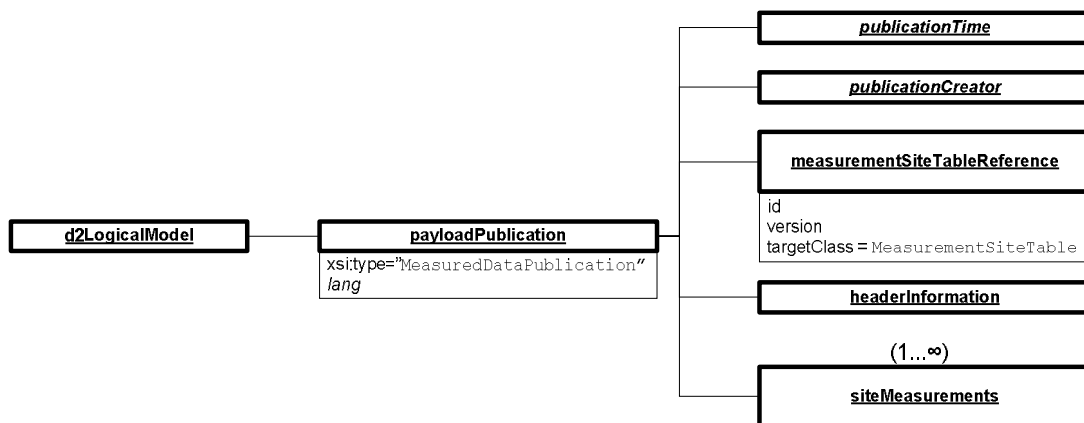 publicationTime
publicationCreator
measurementSiteTableReference
id
version
targetClass = MeasurementSiteTable
d2LogicalModel
payloadPublication
xsi:type="MeasuredDataPublication"
lang
headerInformation
(1...∞)
siteMeasurements